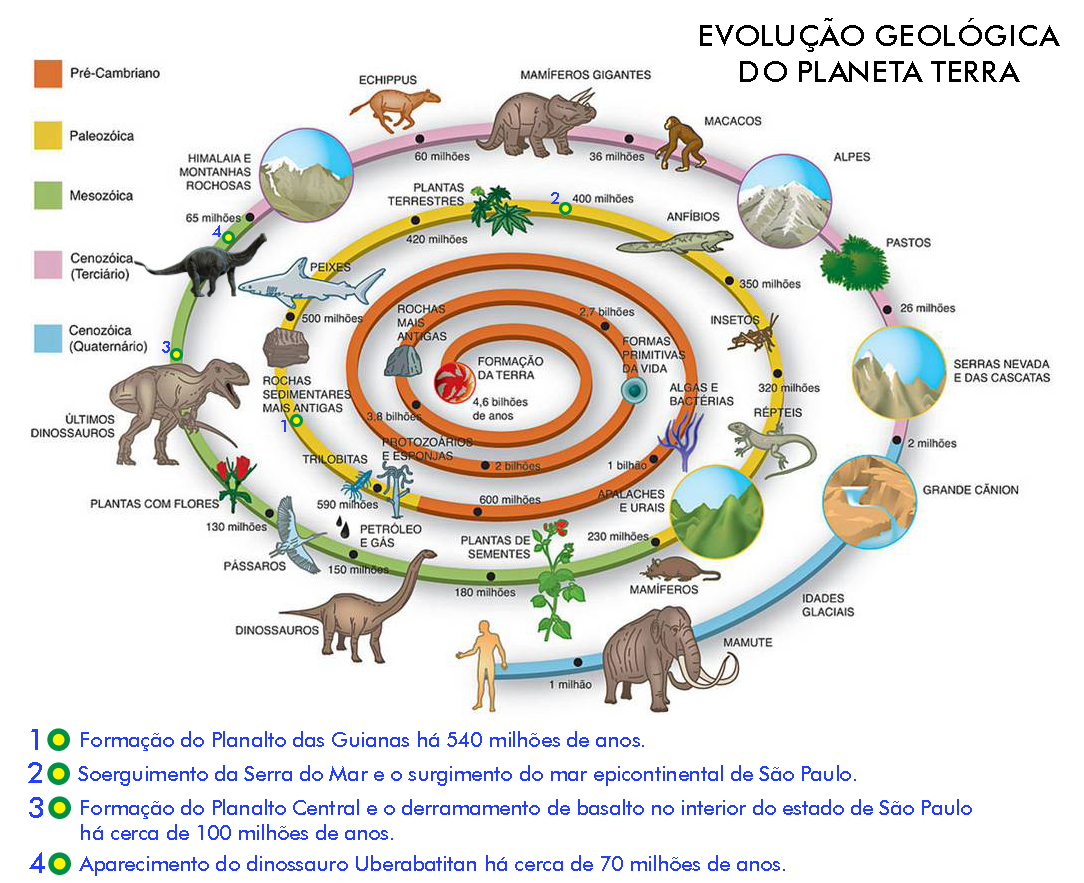 EVOLUÇÃO GEOLÓGICA
DO PLANETA TERRA
Pré-Cambriano
Paleozóica
Mesozóica
Cenozóica
(Terciário)
Cenozóica
(Quaternário)
ECHIPPUS
MAMÍFEROS GIGANTES
MACACOS
60 milhões
36 milhões
HIMALAIA E
MONTANHAS
ROCHOSAS
ALPES
65 milhões
4
PLANTAS
TERRESTRES
2
400 milhões
ANFÍBIOS
420 milhões
PASTOS
PEIXES
350 milhões
26 milhões
500 milhões
ROCHAS
MAIS
ANTIGAS
2,7 bilhões
INSETOS
FORMAS
PRIMITIVAS
DA VIDA
3
FORMAÇÃO
DA TERRA
SERRAS NEVADA
E DAS CASCATAS
ROCHAS
SEDIMENTARES
MAIS ANTIGAS
4,6 bilhões
de anos
ALGAS E
BACTÉRIAS
320 milhões
3,8 bilhões
RÉPTEIS
ÚLTIMOS
DINOSSAUROS
1
PROTOZOÁRIOS
E ESPONJAS
2 milhões
TRILOBITAS
2 bilhões
1 bilhão
GRANDE CÂNION
PLANTAS COM FLORES
590 milhões
600 milhões
APALACHES
E URAIS
130 milhões
PETRÓLEO
E GÁS
PLANTAS DE
SEMENTES
230 milhões
PÁSSAROS
150 milhões
180 milhões
MAMÍFEROS
IDADES
GLACIAIS
DINOSSAUROS
MAMUTE
1 milhão
1 Formação do Planalto das Guianas há 540 milhões de anos.
2 Soerguimento da Serra do Mar e o surgimento do mar epicontinental de São Paulo.
3 Formação do Planalto Central e o derramamento de basalto no interior do estado de São Paulo
há cerca de 100 milhões de anos.
4 Aparecimento do dinossauro Uberabatitan há cerca de 70 milhões de anos.